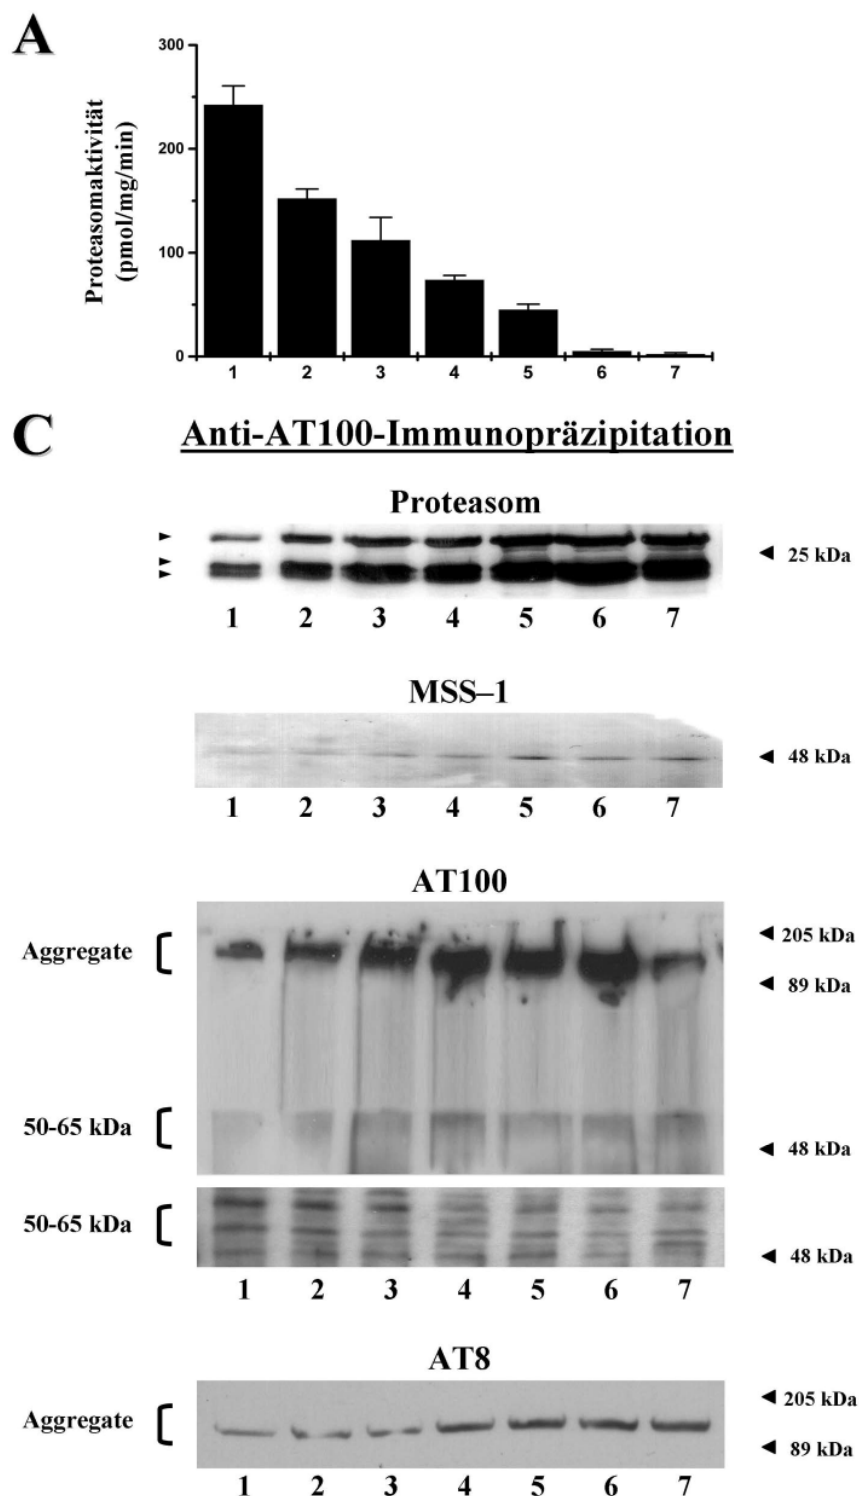 A
300
200
100
0
Proteasomaktivität
(pmol/mg/min)
1 2 3 4 5 6 7
C
Anti-AT100-Immunopräzipitation
Proteasom
25 kDa
1 2 3 4 5 6 7
MSS–1
48 kDa
1 2 3 4 5 6 7
AT100
Aggregate
205 kDa
89 kDa
50-65 kDa
48 kDa
50-65 kDa
48 kDa
1 2 3 4 5 6 7
AT8
Aggregate
205 kDa
89 kDa
1 2 3 4 5 6 7